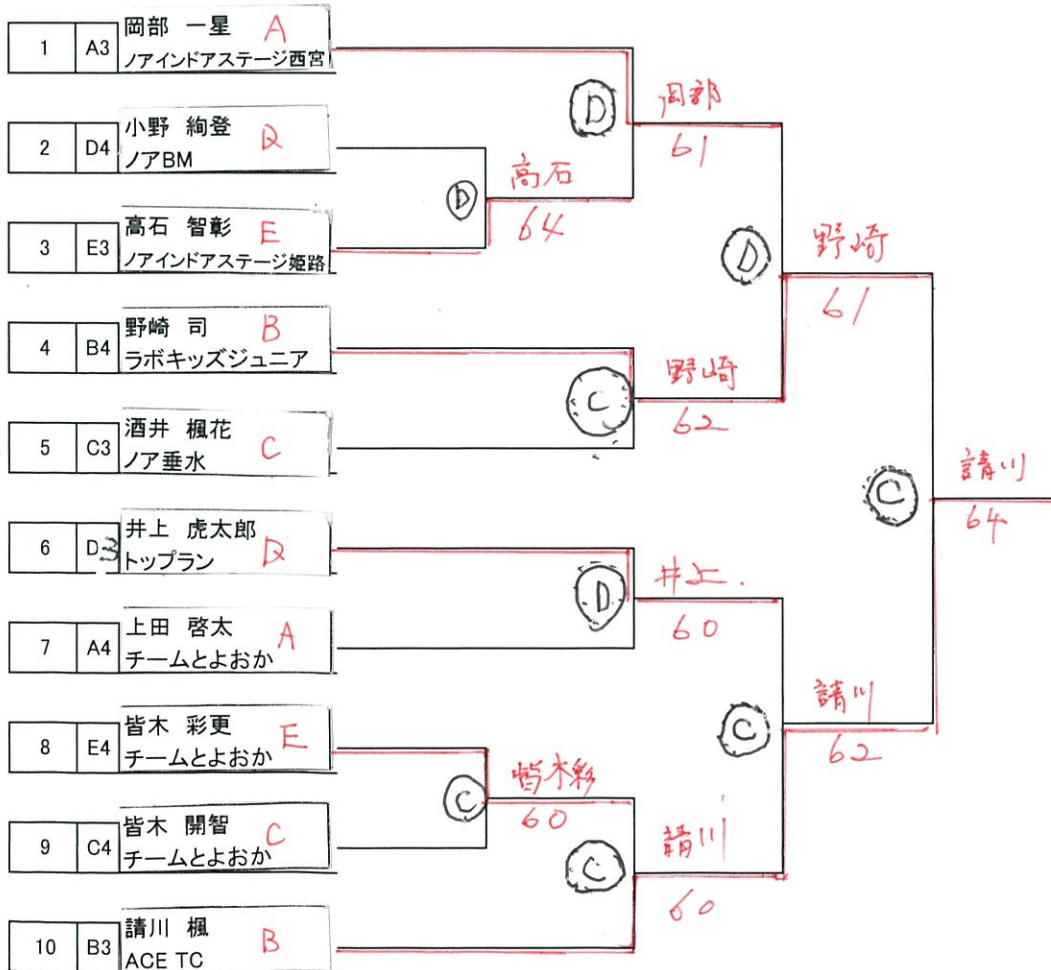 1 A3 岡部 一星 A
ノアインドアステージ西宮
2 D4 小野 絢登 D
ノアBM
3 E3 高石 智彰 E
ノアインドアステージ姫路
4 B4 野崎 司 B
ラボキッズジュニア
5 C3 酒井 楓花 C
ノア垂水
6 D3 井上 虎太郎 D
トップラン
7 A4 上田 啓太 A
チームとよおか
8 E4 皆木 彩更 E
チームとよおか
9 C4 皆木 開智 C
チームとよおか
10 B3 請川 楓 B
ACE TC
D
高石
64
C
皆木彩
60
D
岡部
61
C
野崎
62
D
井上.
60
C
請川
60
D
野崎
61
C
請川
62
C
請川
64